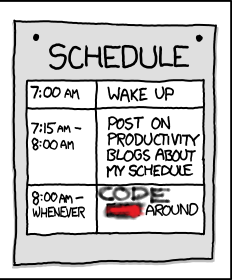 SCHEDULE
7:00 AM
WAKE UP
7:15 AM –
8:00 AM
POST ON
PRODUCTIVITY
BLOGS ABOUT
MY SCHEDULE
8:00 AM –
WHENEVER
CODE
AROUND